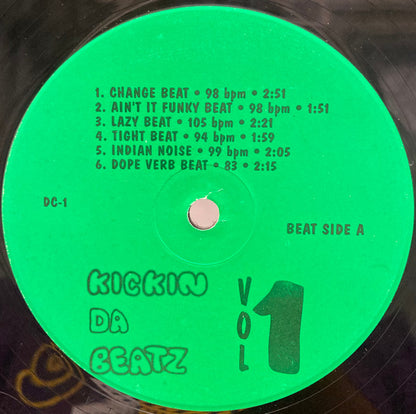 1. CHANGE BEAT • 98 bpm • 2:51
2. AIN'T IT FUNKY BEAT • 98 bpm • 1:51
3. LAZY BEAT • 105 bpm • 2:21
4. TIGHT BEAT • 94 bpm • 1:59
5. INDIAN NOISE • 99 bpm • 2:05
6. DOPE VERB BEAT • 83 • 2:15
DC-1
BEAT SIDE A
KICKIN
DA
BEATZ
VOL
1